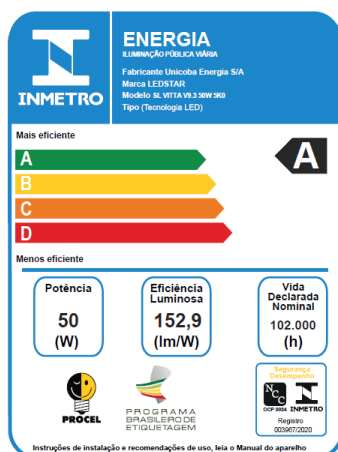 INMETRO
ENERGIA
ILUMINAÇÃO PÚBLICA VIÁRIA
Fabricante Unicoba Energia S/A
Marca LEDSTAR
Modelo SL VITTA V9.3 50W 5K0
Tipo (Tecnologia LED)
Mais eficiente
A
A
B
C
D
Menos eficiente
Potência
50
(W)
Eficiência
Luminosa
152,9
(lm/W)
Vida
Declarada
Nominal
102.000
(h)
PROCEL
PROGRAMA
BRASILEIRO DE
ETIQUETAGEM
Segurança
Desempenho
NCC
OCP 0034 INMETRO
Registro
003967/2020
Instruções de instalação e recomendações de uso, leia o Manual do aparelho